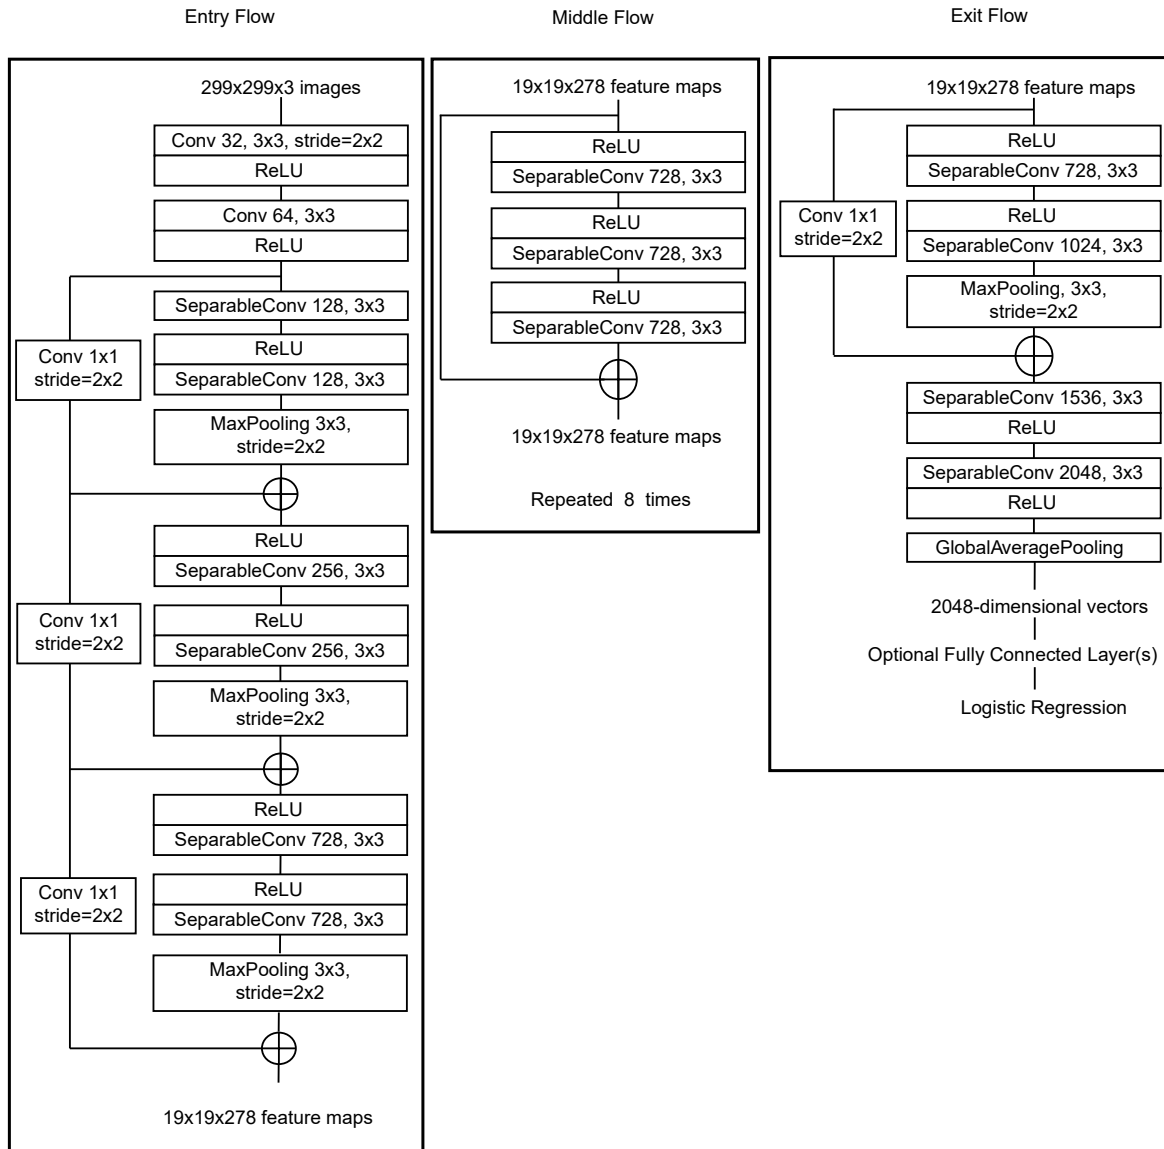 Entry Flow
299x299x3 images
Conv 32, 3x3, stride=2x2
ReLU
Conv 64, 3x3
ReLU
SeparableConv 128, 3x3
Conv 1x1
stride=2x2
ReLU
SeparableConv 128, 3x3
MaxPooling 3x3,
stride=2x2
ReLU
SeparableConv 256, 3x3
Conv 1x1
stride=2x2
ReLU
SeparableConv 256, 3x3
MaxPooling 3x3,
stride=2x2
ReLU
SeparableConv 728, 3x3
Conv 1x1
stride=2x2
ReLU
SeparableConv 728, 3x3
MaxPooling 3x3,
stride=2x2
19x19x278 feature maps
Middle Flow
19x19x278 feature maps
ReLU
SeparableConv 728, 3x3
ReLU
SeparableConv 728, 3x3
ReLU
SeparableConv 728, 3x3
19x19x278 feature maps
Repeated 8 times
Exit Flow
19x19x278 feature maps
ReLU
SeparableConv 728, 3x3
Conv 1x1
stride=2x2
ReLU
SeparableConv 1024, 3x3
MaxPooling, 3x3,
stride=2x2
SeparableConv 1536, 3x3
ReLU
SeparableConv 2048, 3x3
ReLU
GlobalAveragePooling
2048-dimensional vectors
Optional Fully Connected Layer(s)
Logistic Regression